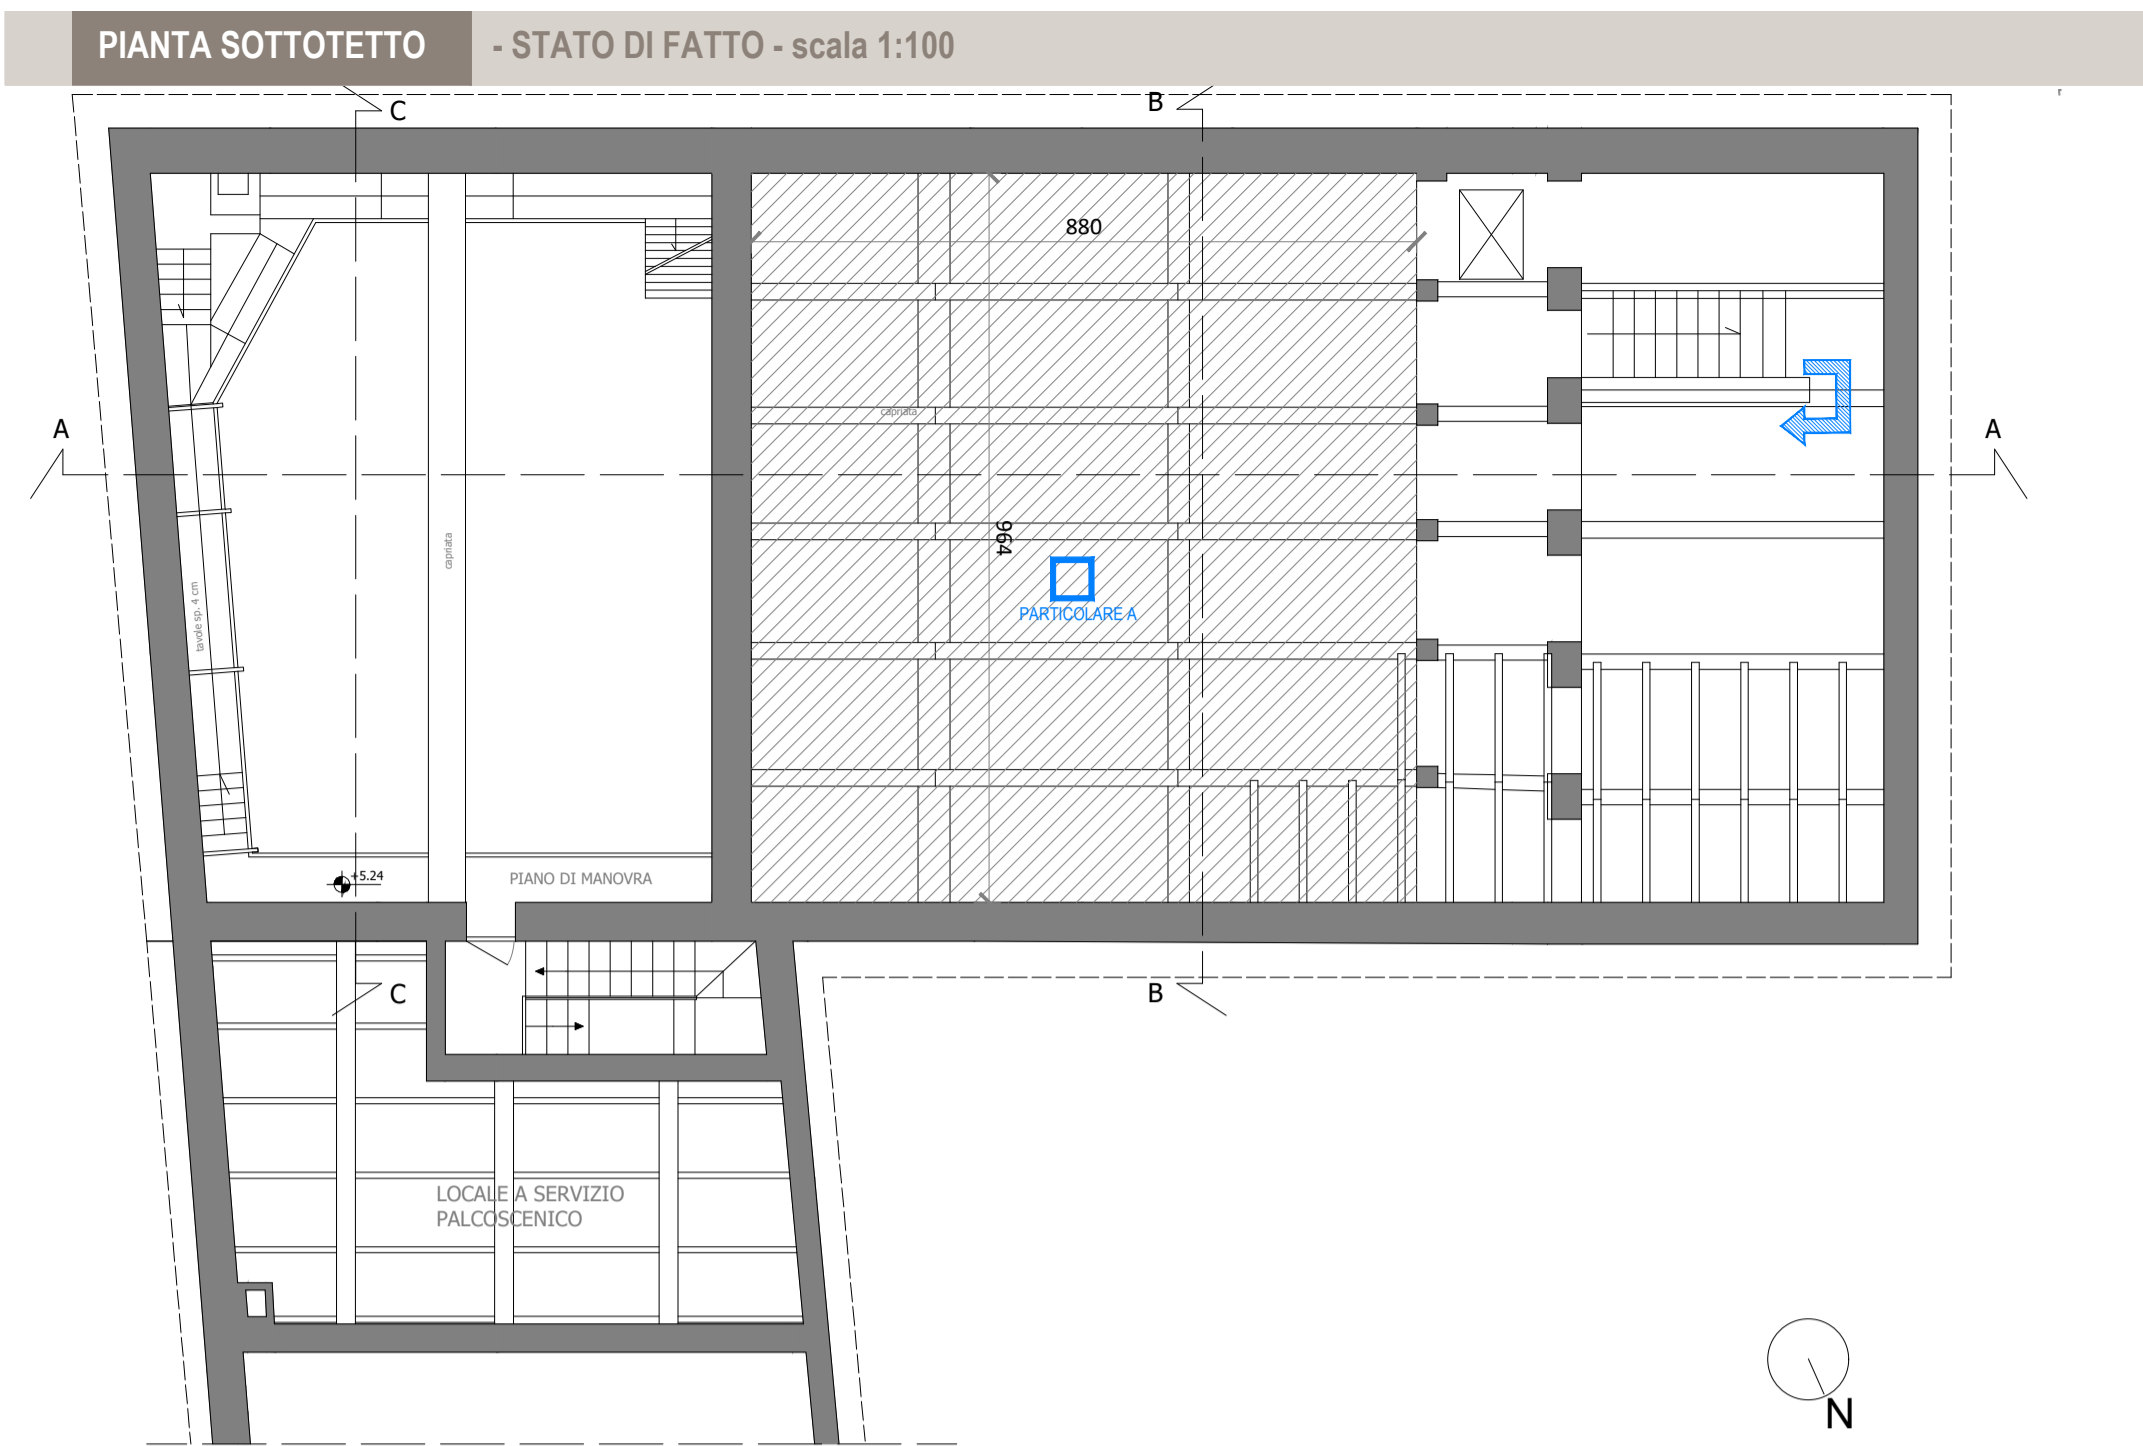 PIANTA SOTTOTETTO - STATO DI FATTO - scala 1:100
C
B
r
880
A
A
capriata
964
capriata
PARTICOLARE A
tavole sp. 4 cm
+5.24
PIANO DI MANOVRA
C
B
LOCALE A SERVIZIO
PALCOSCENICO
N